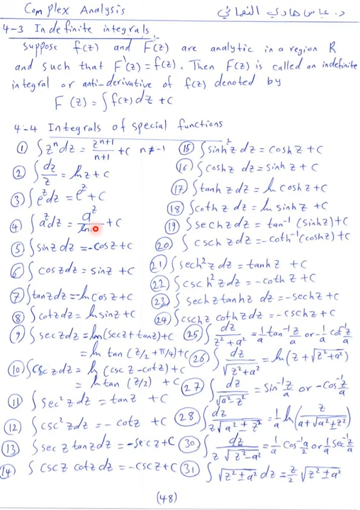 Complex Analysis د. عباس هادي النعماني
4-3 Indefinite integrals
suppose f(z) and F(z) are analytic in a region R
and such that F'(z) = f(z). Then F(z) is called an indefinite
integral or anti-derivative of f(z) denoted by
F(z) = ∫ f(z) dz + c
4-4 Integrals of special functions
① ∫ zⁿ dz = zⁿ⁺¹/n+1 + c n ≠ -1
② ∫ dz/z = ln z + c
③ ∫ e^z dz = e^z + c
④ ∫ a^z dz = a^z/ln a + c
⑤ ∫ sin z dz = -cos z + c
⑥ ∫ cos z dz = sin z + c
⑦ ∫ tan z dz = -ln cos z + c
⑧ ∫ cot z dz = ln sin z + c
⑨ ∫ sec z dz = ln(sec z + tan z) + c
= ln tan (z/2 + π/4) + c
⑩ ∫ csc z dz = ln (csc z - cot z) + c
= ln tan (z/2) + c
11 ∫ sec² z dz = tan z + c
12 ∫ csc² z dz = -cot z + c
13 ∫ sec z tan z dz = -sec z + c
14 ∫ csc z cot z dz = -csc z + c
15 ∫ sinh z dz = cosh z + c
16 ∫ cosh z dz = sinh z + c
17 ∫ tanh z dz = ln cosh z + c
18 ∫ coth z dz = ln sinh z + c
19 ∫ sech z dz = tan⁻¹ (sinh z) + c
20 ∫ csch z dz = -coth⁻¹ (cosh z) + c
21 ∫ sech² z dz = tanh z + c
22 ∫ csch² z dz = -coth z + c
23 ∫ sech z tanh z dz = -sech z + c
24 ∫ csch z coth z dz = -csch z + c
25 ∫ dz/z² + a² = 1/a tan⁻¹ z/a or -1/a cot⁻¹ z/a
26 ∫ dz/√z² ± a² = ln (z + √z² ± a²)
27 ∫ dz/√a² - z² = sin⁻¹ z/a or -cos⁻¹ z/a
28 ∫ dz/z√a² ± z² = 1/a ln (z/a + √a² ± z²)
30 ∫ dz/z√z² - a² = 1/a cos⁻¹ a/z or 1/a sec⁻¹ z/a
31 ∫ √z² ± a² dz = z/2 √z² ± a²
(48)